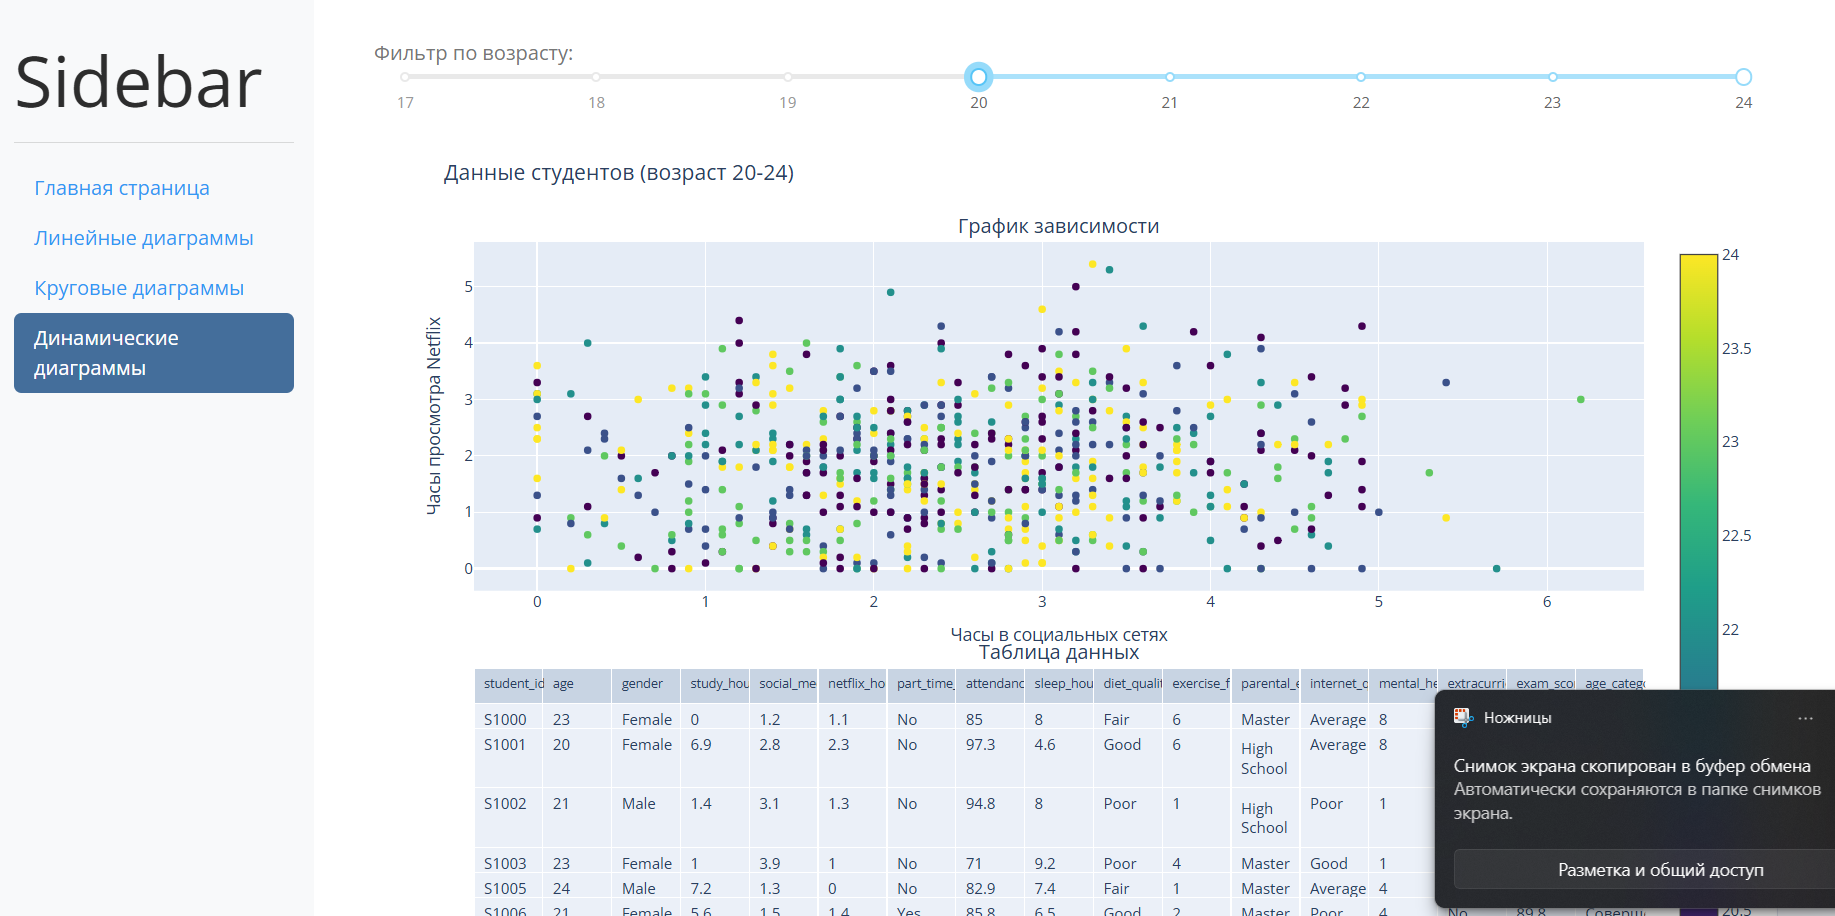 Sidebar
Главная страница
Линейные диаграммы
Круговые диаграммы
Динамические
диаграммы
Фильтр по возрасту:
17 18 19 20 21 22 23 24
Данные студентов (возраст 20-24)
График зависимости
Часы просмотра Netflix
5
4
3
2
1
0
0 1 2 3 4 5 6
Часы в социальных сетях
24
23.5
23
22.5
22
20.5
Таблица данных
student_id age gender study_hou social_me netflix_ho part_time_ attendanc sleep_hou diet_qualit exercise_f parental_e internet_q mental_he extracurri exam_sco age_catego
S1000 23 Female 0 1.2 1.1 No 85 8 Fair 6 Master Average 8
S1001 20 Female 6.9 2.8 2.3 No 97.3 4.6 Good 6 High School Average 8
S1002 21 Male 1.4 3.1 1.3 No 94.8 8 Poor 1 High School Poor 1
S1003 23 Female 1 3.9 1 No 71 9.2 Poor 4 Master Good 1
S1005 24 Male 7.2 1.3 0 No 82.9 7.4 Fair 1 Master Average 4
S1006 21 Female 5.6 1.5 1.4 Yes 85.8 6.5 Good 2 Master Poor 4 No 89.8
Ножницы
Снимок экрана скопирован в буфер обмена
Автоматически сохраняются в папке снимков
экрана.
Разметка и общий доступ